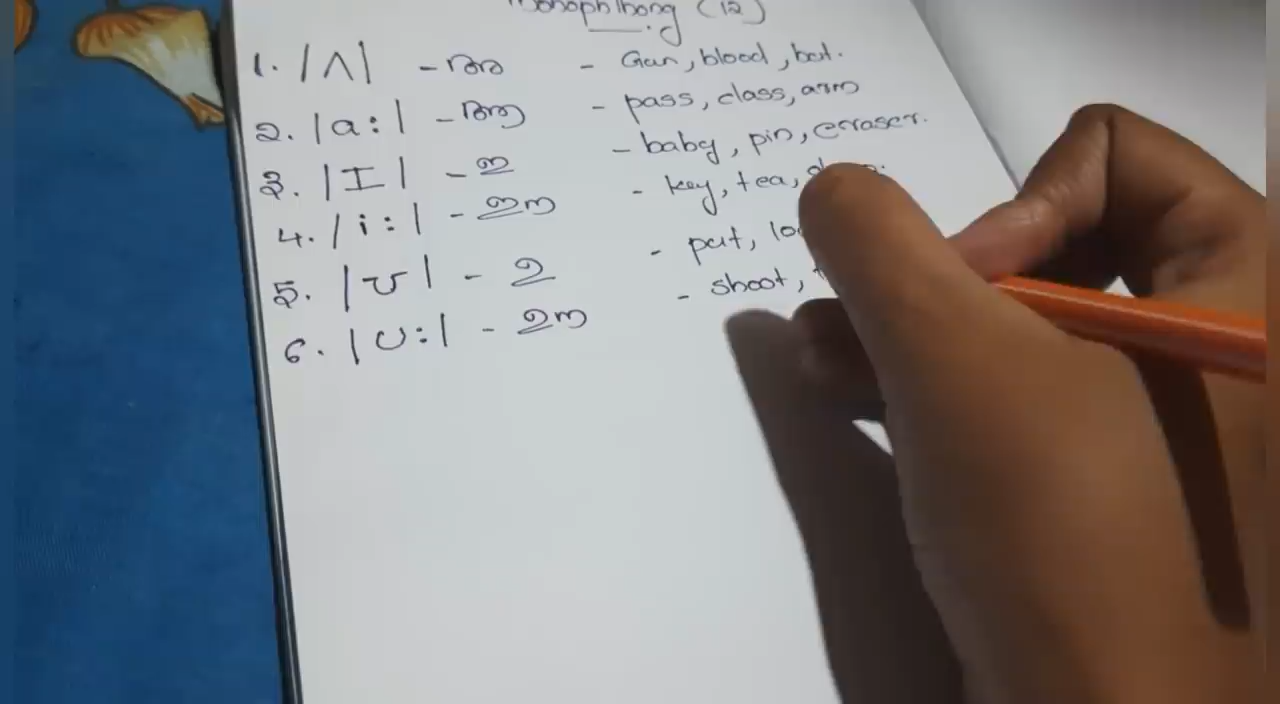 Monophthong (12)
1. /ʌ/ - അ - Gun, blood, but.
2. /a:/ - ആ - pass, class, arm
3. /I/ - ഇ - baby, pin, eraser.
4. /i:/ - ഈ - key, tea,
5. /ʊ/ - ഉ - put,
6. /u:/ - ഊ - shoot,